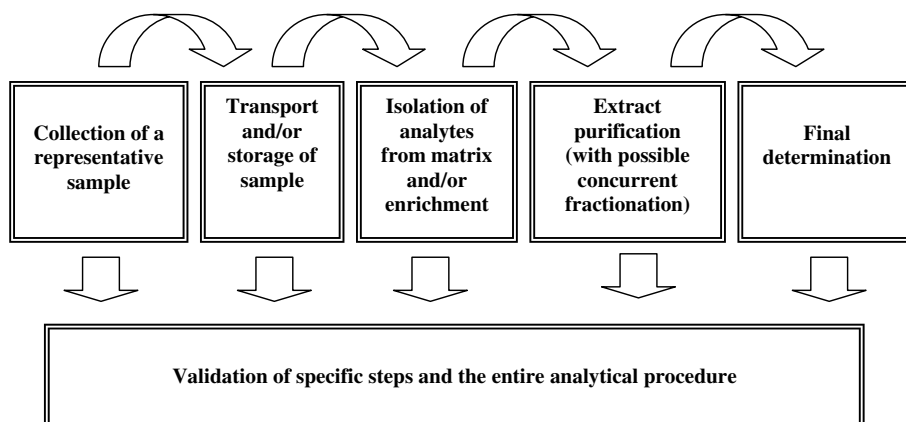 Collection of a
representative
sample
Transport
and/or
storage of
sample
Isolation of
analytes
from matrix
and/or
enrichment
Extract
purification
(with possible
concurrent
fractionation)
Final
determination
Validation of specific steps and the entire analytical procedure